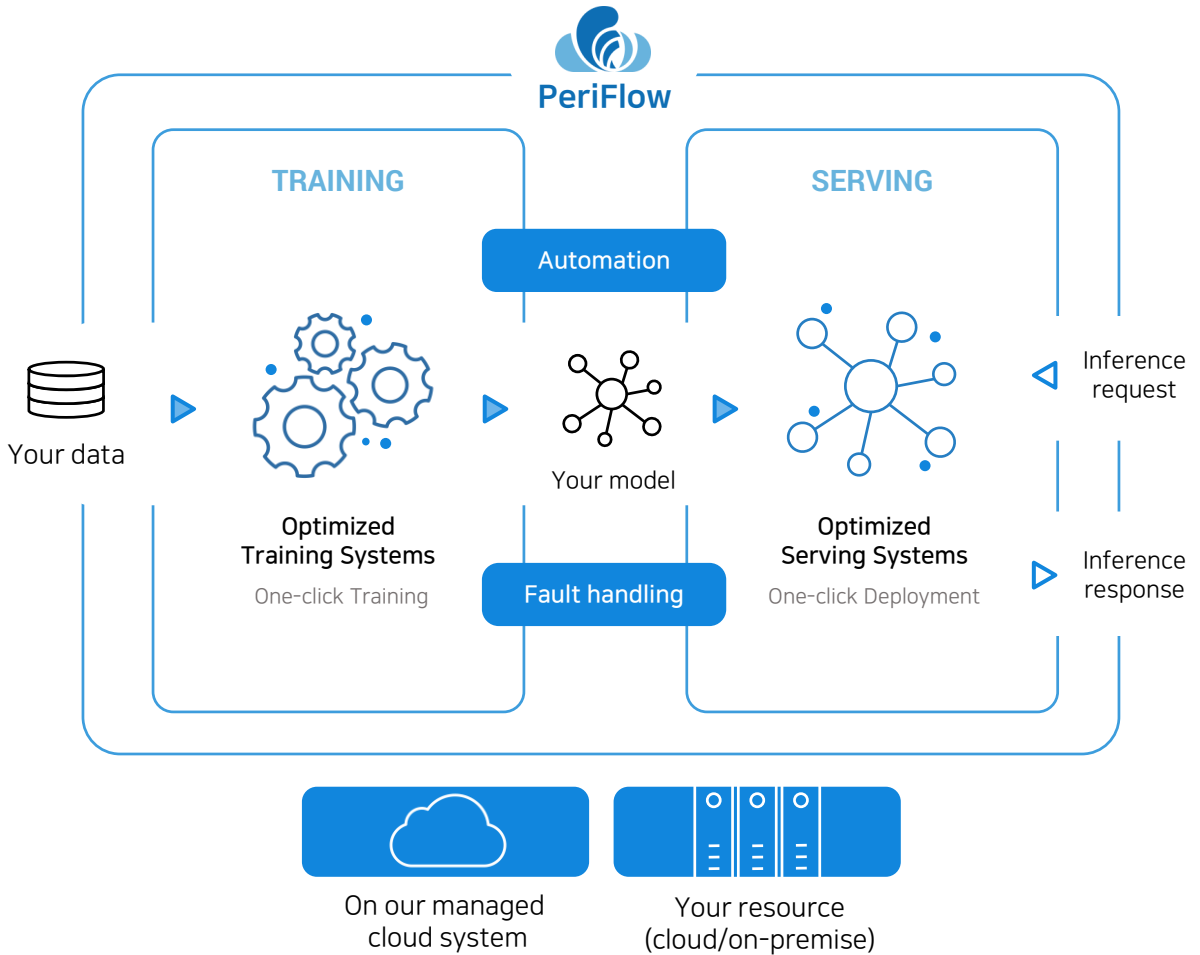 PeriFlow
TRAINING
SERVING
Automation
Your data
Your model
Inference
request
Optimized
Training Systems
One-click Training
Fault handling
Optimized
Serving Systems
One-click Deployment
Inference
response
On our managed
cloud system
Your resource
(cloud/on-premise)